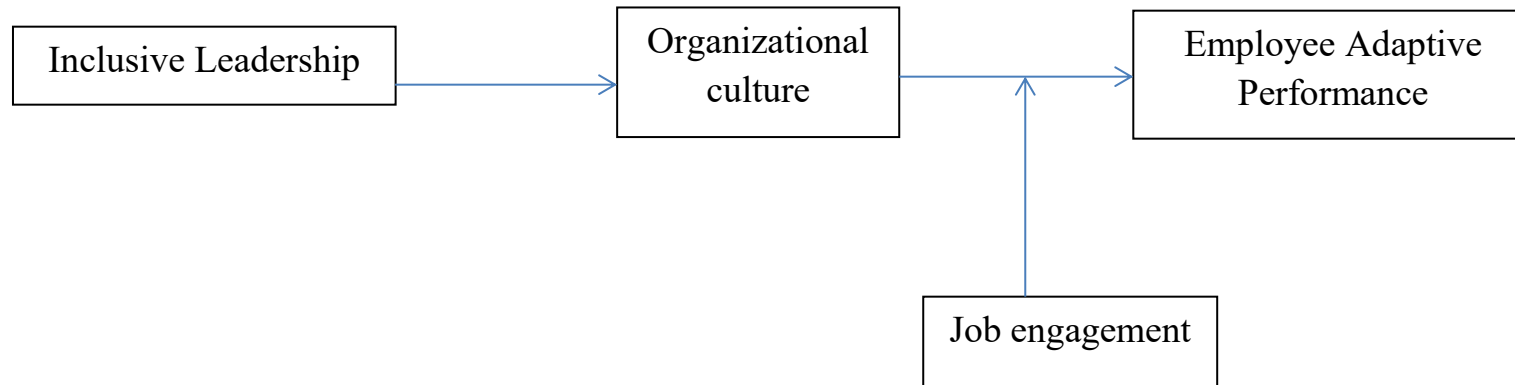 Inclusive Leadership
Organizational
culture
Employee Adaptive
Performance
Job engagement